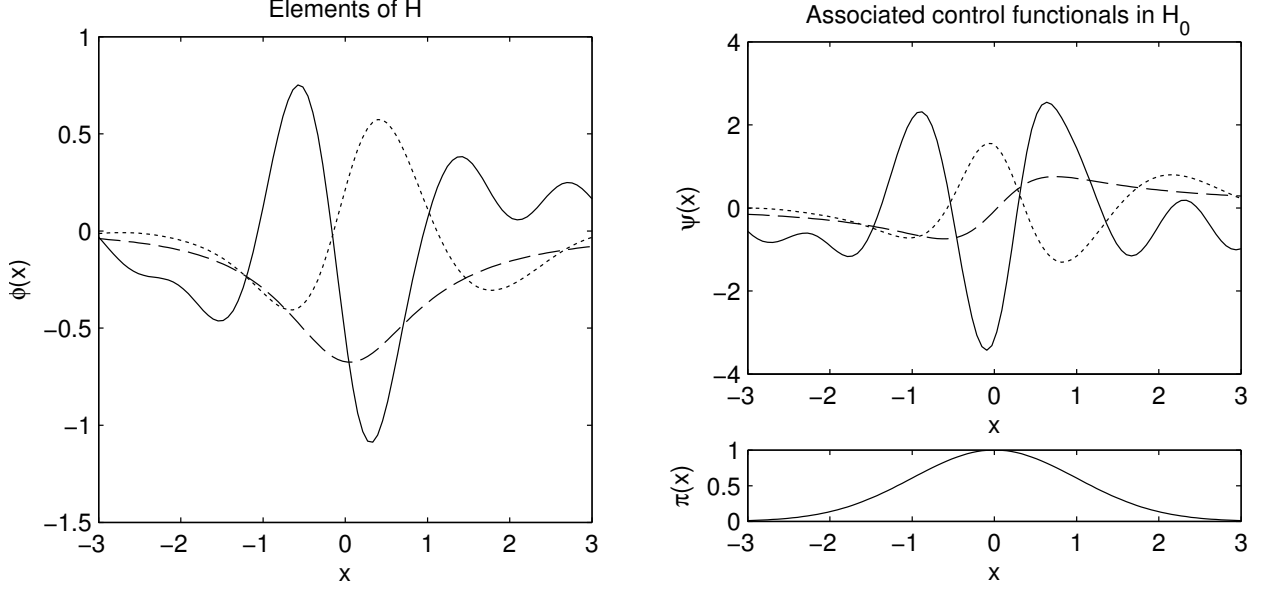 Elements of H
1
0.5
0
−0.5
−1
−1.5
ϕ(x)
−3 −2 −1 0 1 2 3
x
Associated control functionals in H0
4
2
0
−2
−4
ψ(x)
−3 −2 −1 0 1 2 3
x
1
0.5
0
π(x)
−3 −2 −1 0 1 2 3
x